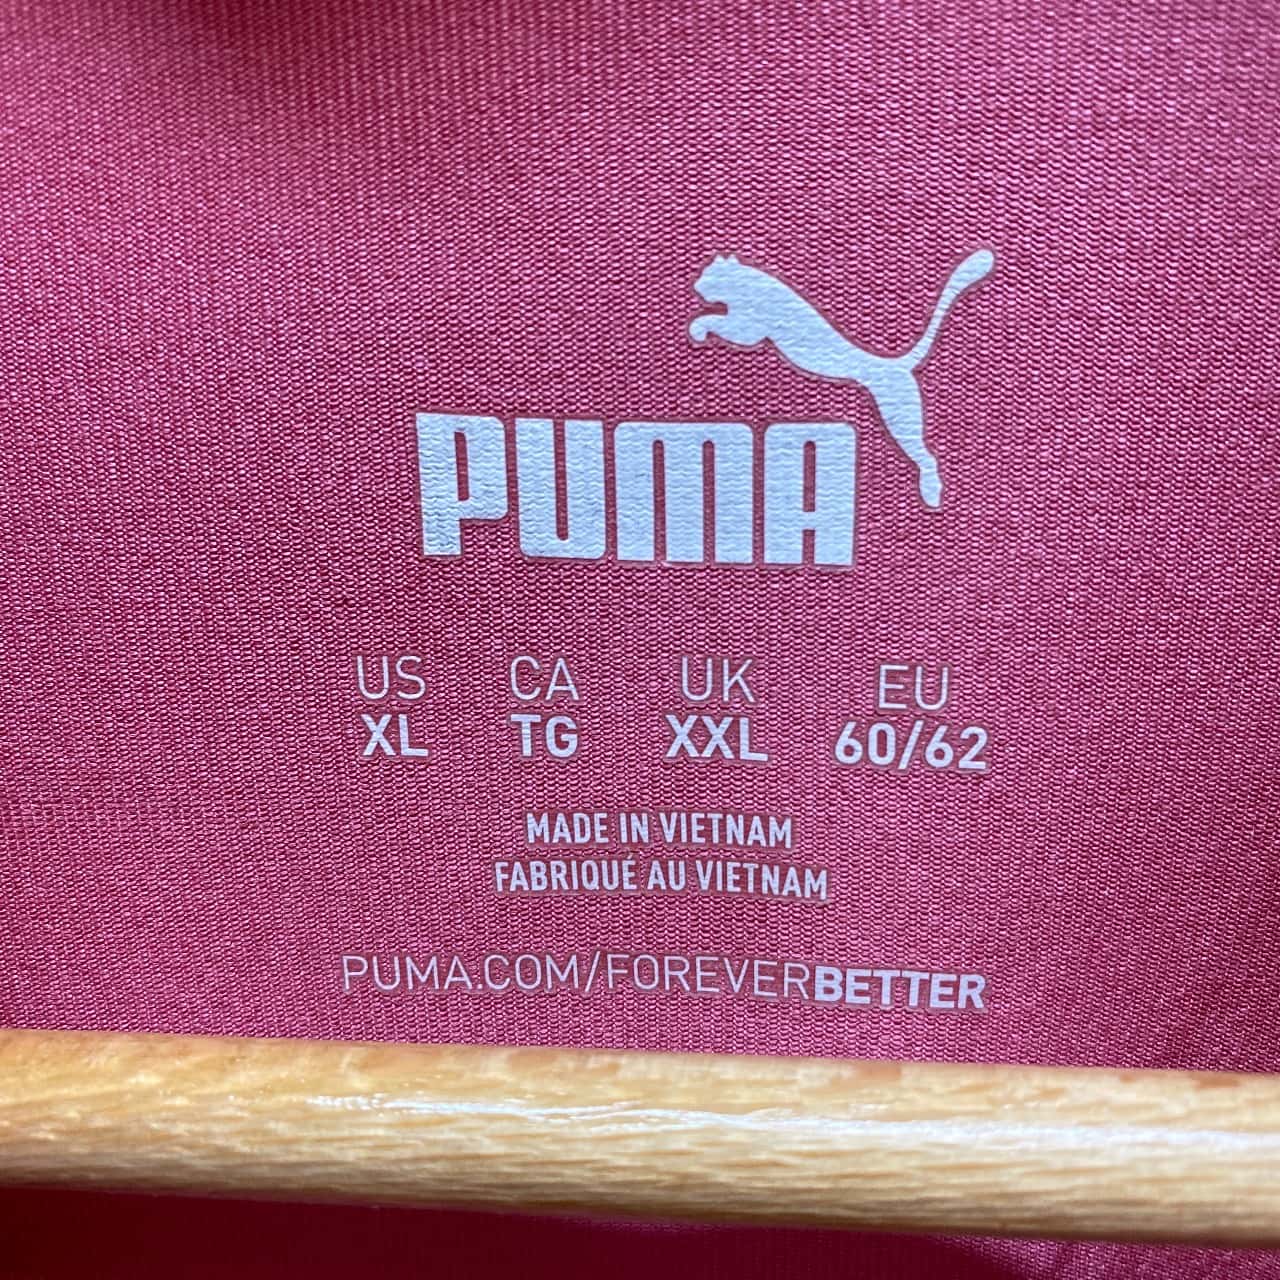 PUMA
US CA UK EU
XL TG XXL 60/62
MADE IN VIETNAM
FABRIQUÉ AU VIETNAM
PUMA.COM/FOREVERBETTER